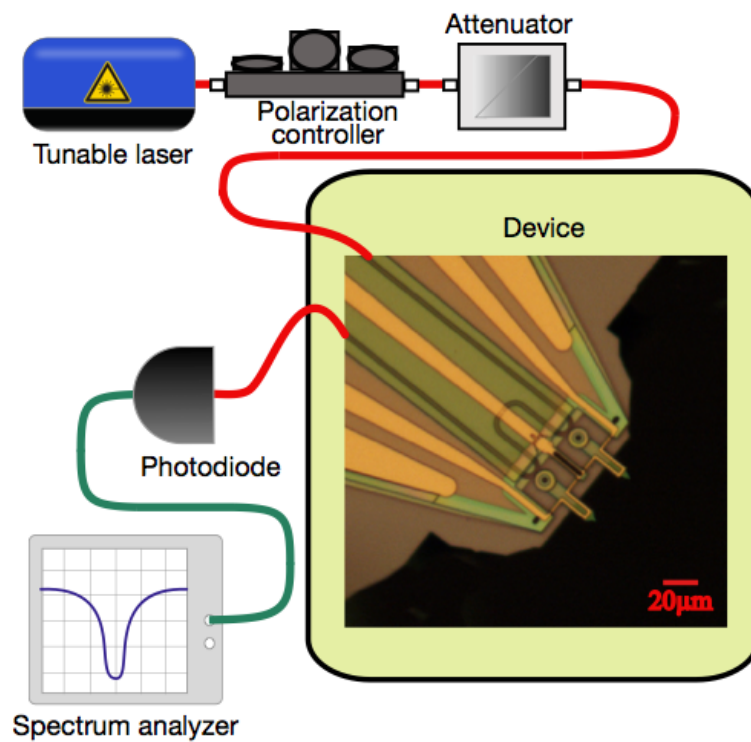 Attenuator
Polarization
controller
Tunable laser
Device
Photodiode
20μm
Spectrum analyzer